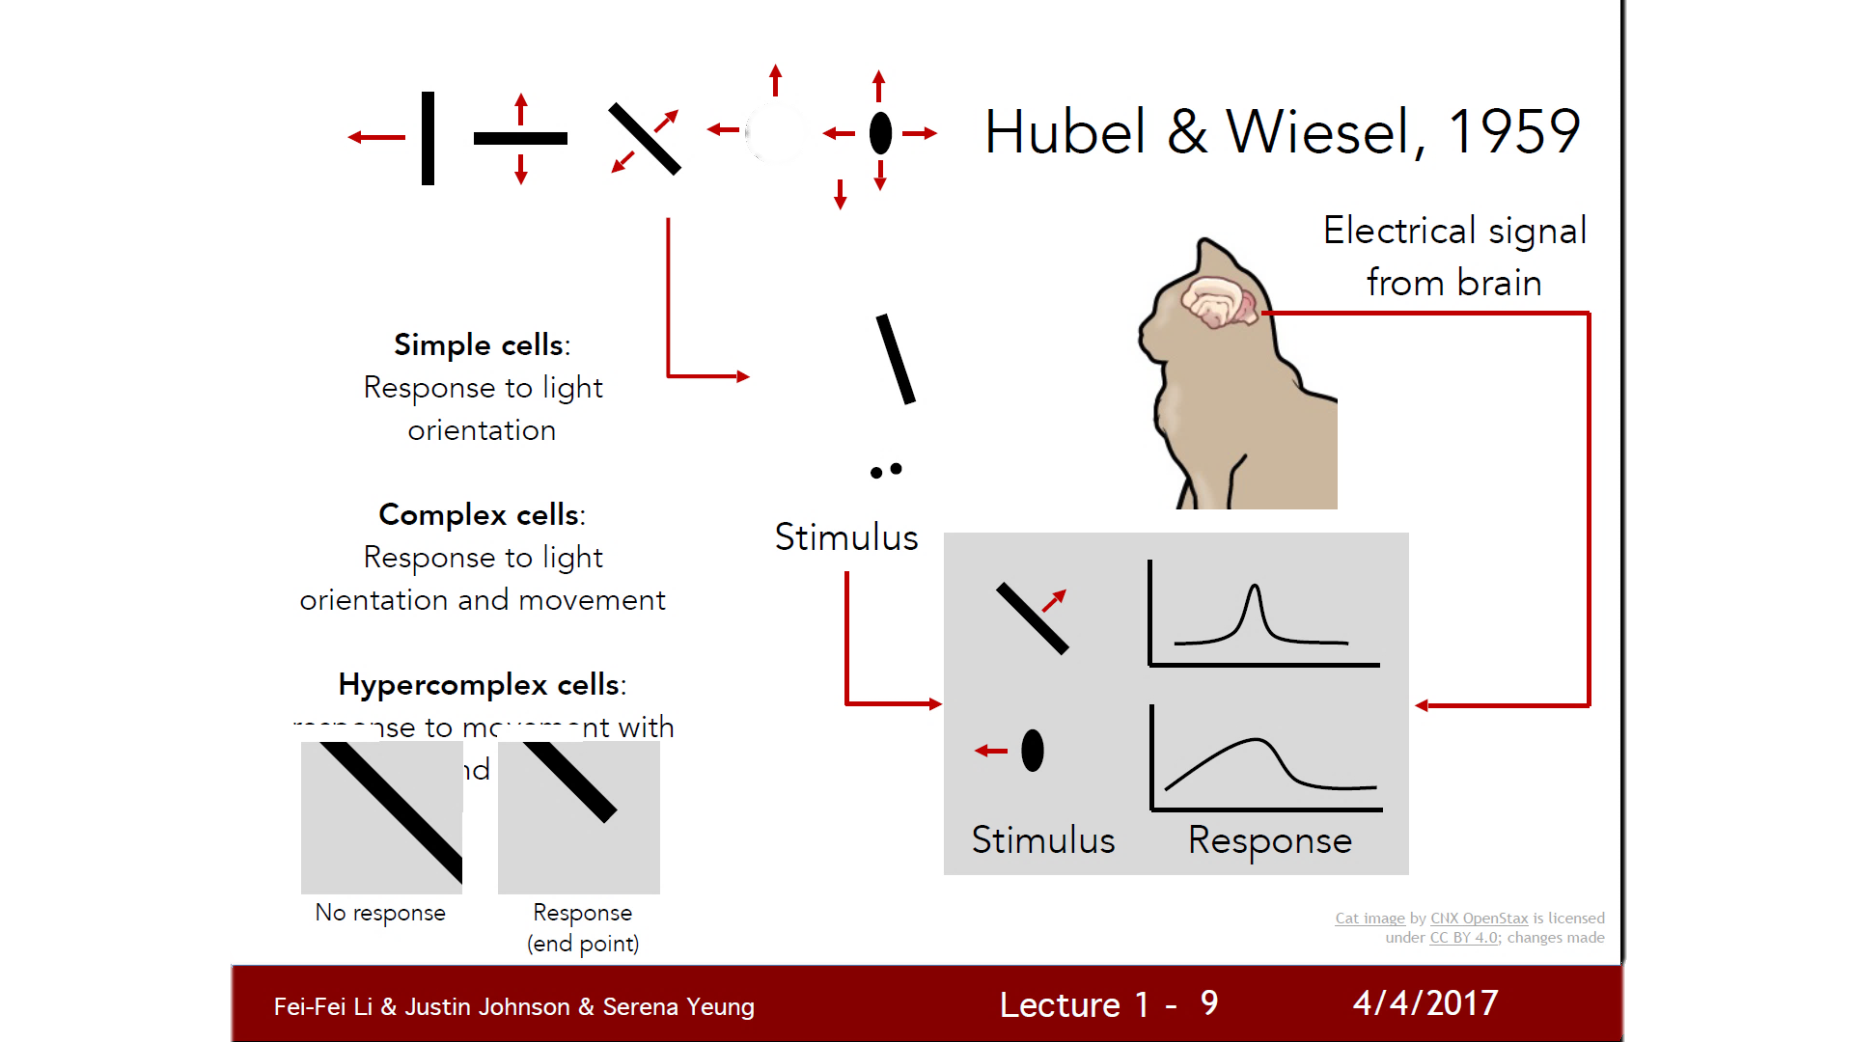 Hubel & Wiesel, 1959
Electrical signal
from brain
Simple cells:
Response to light
orientation
Complex cells:
Response to light
orientation and movement
Hypercomplex cells:
response to movement with
Stimulus
Stimulus
Response
No response
Response
(end point)
Cat image by CNX OpenStax is licensed
under CC BY 4.0; changes made
Fei-Fei Li & Justin Johnson & Serena Yeung
Lecture 1 - 9
4/4/2017